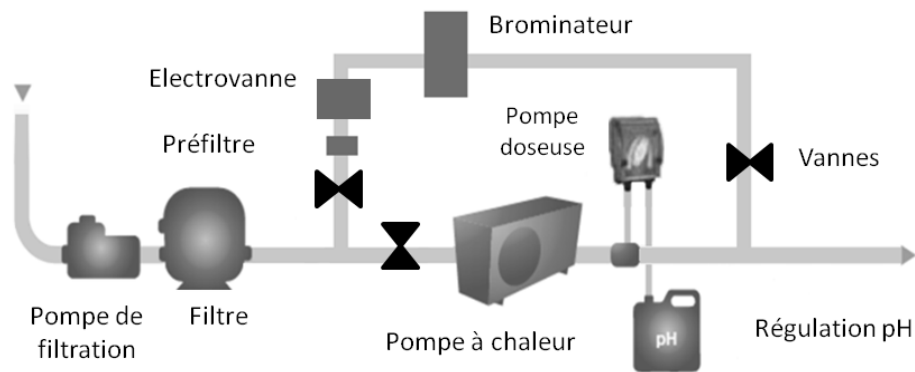 Brominateur
Electrovanne
Pompe
doseuse
Préfiltre
Vannes
Pompe de
filtration
Filtre
Pompe à chaleur
pH
Régulation pH